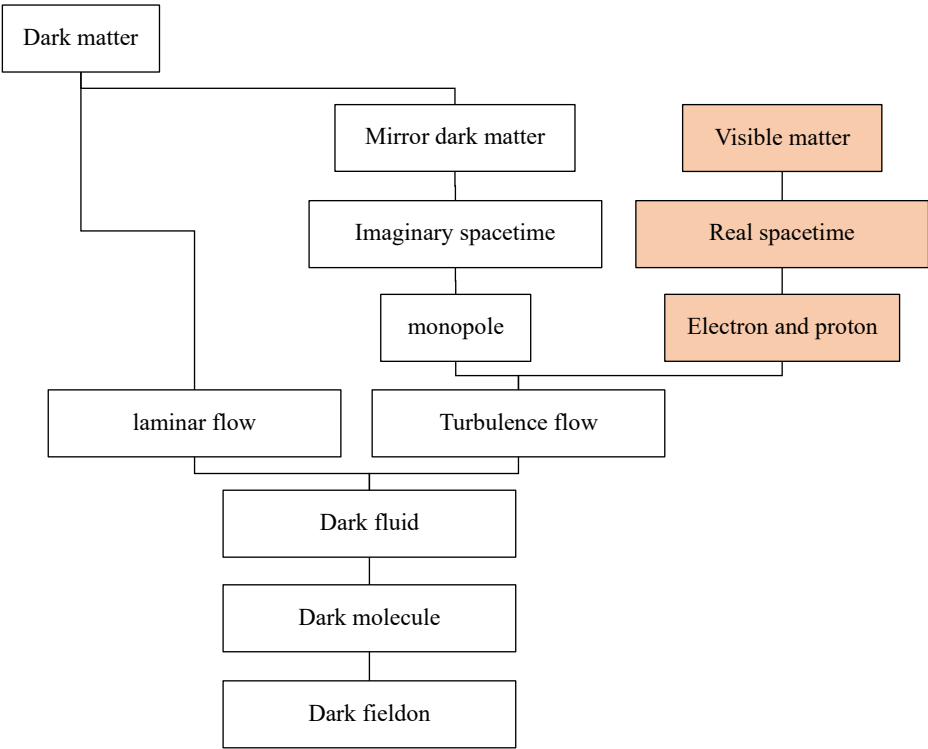 Dark matter
Mirror dark matter
Visible matter
Imaginary spacetime
Real spacetime
monopole
Electron and proton
laminar flow
Turbulence flow
Dark fluid
Dark molecule
Dark fieldon